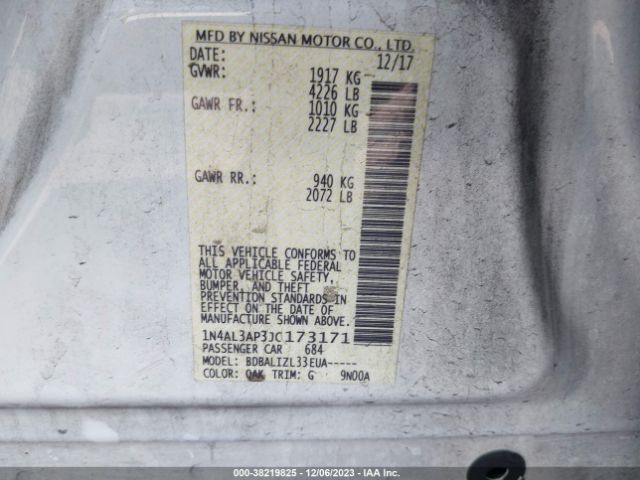 MFD BY NISSAN MOTOR CO., LTD.
DATE: 12/17
GVWR: 1917 KG
4226 LB
GAWR FR.: 1010 KG
2227 LB
GAWR RR.: 940 KG
2072 LB
THIS VEHICLE CONFORMS TO
ALL APPLICABLE FEDERAL
MOTOR VEHICLE SAFETY,
BUMPER, AND THEFT
PREVENTION STANDARDS IN
EFFECT ON THE DATE OF
MANUFACTURE SHOWN ABOVE.
1N4AL3AP3JC173171
PASSENGER CAR 684
MODEL: BDBALIZL33EUA-----
COLOR: QAK TRIM: G 9N00A
000-38219825 - 12/06/2023 - IAA Inc.